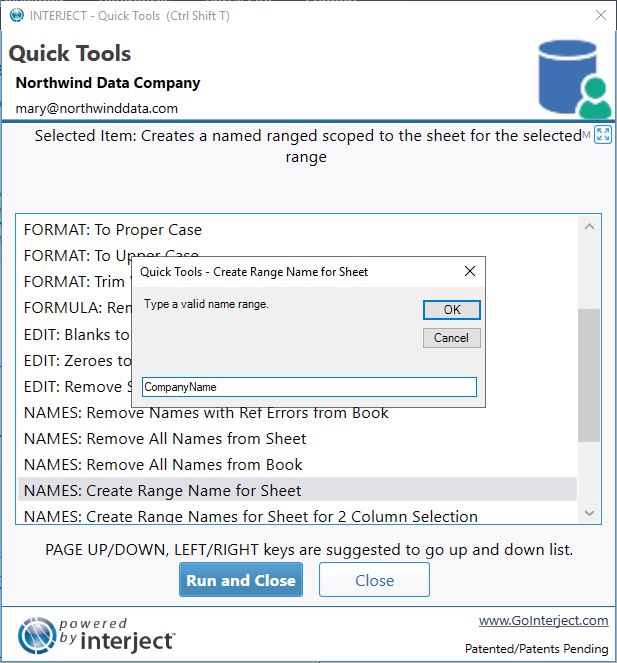 INTERJECT - Quick Tools (Ctrl Shift T)
Quick Tools
Northwind Data Company
mary@northwinddata.com
Selected Item: Creates a named ranged scoped to the sheet for the selected
M
range
FORMAT: To Proper Case
FORMAT: To Upper Case
FORMAT: Trim
FORMULA:
EDIT: Blanks to
EDIT: Zeroes to
EDIT: Remove
Quick Tools - Create Range Name for Sheet
Type a valid name range.
OK
Cancel
CompanyName
NAMES: Remove Names with Ref Errors from Book
NAMES: Remove All Names from Sheet
NAMES: Remove All Names from Book
NAMES: Create Range Name for Sheet
NAMES: Create Range Names for Sheet for 2 Column Selection
PAGE UP/DOWN, LEFT/RIGHT keys are suggested to go up and down list.
Run and Close
Close
powered
by interject™
www.GoInterject.com
Patented/Patents Pending